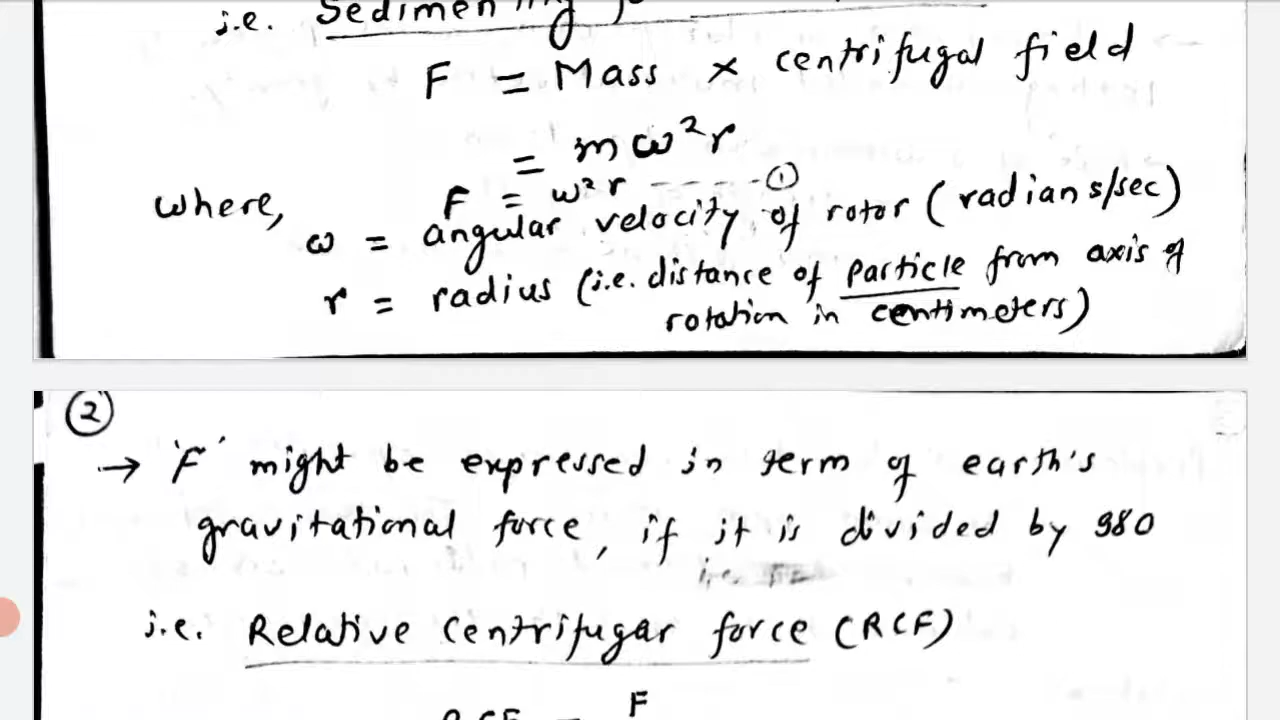 i.e. Sedimenting
F = Mass × centrifugal field
= mω²r
F = ω²r ------①
where,
ω = angular velocity of rotor (radians/sec)
r = radius (i.e. distance of particle from axis of
rotation in centimeters)
②
→ 'F' might be expressed in term of earth's
gravitational force, if it is divided by 980
i.e. Relative Centrifugar force (RCF)
RCF = F